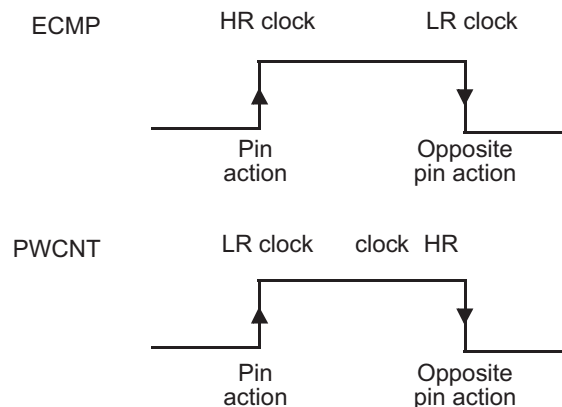 ECMP HR clock LR clock
Pin action Opposite pin action
PWCNT LR clock clock HR
Pin action Opposite pin action